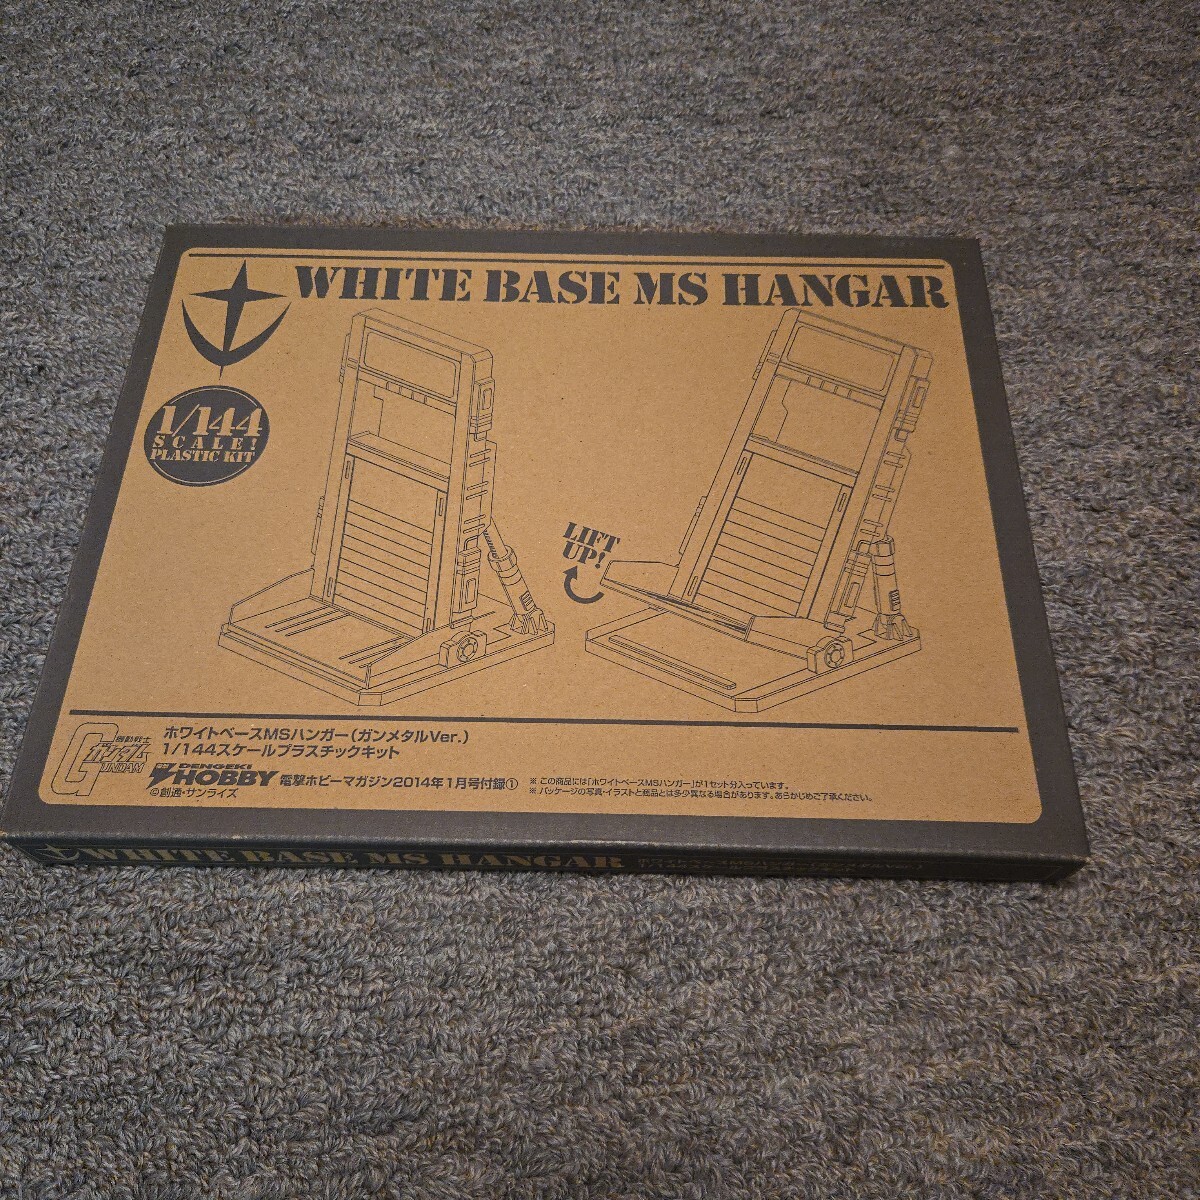 WHITE BASE MS HANGAR
1/144
SCALE!
PLASTIC KIT
LIFT
UP!
機動戦士
ガンダム
GUNDAM
ホワイトベースMSハンガー(ガンメタルVer.)
1/144スケールプラスチックキット
電撃
DENGEKI
HOBBY
電撃ホビーマガジン2014年1月号付録①
©創通・サンライズ
※この商品には「ホワイトベースMSハンガー」が1セット分入っています。
※パッケージの写真・イラストと商品とは多少異なる場合があります。あらかじめご了承ください。
WHITE BASE MS HANGAR